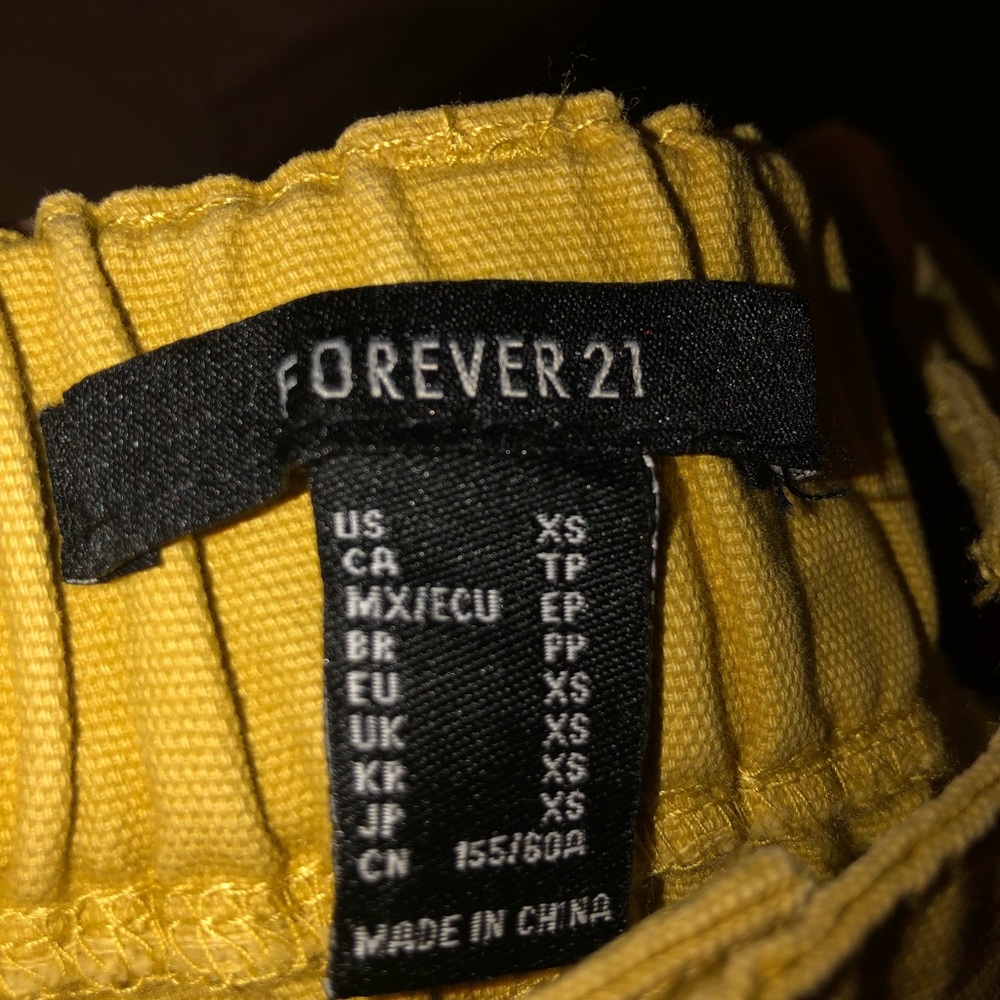 FOREVER 21
US XS
CA TP
MX/ECU EP
BR PP
EU XS
UK XS
KR XS
JP XS
CN 155/60A
MADE IN CHINA